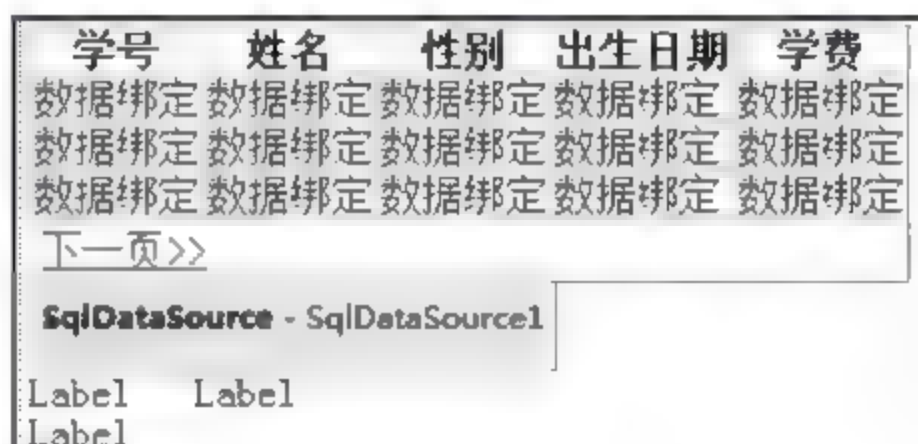 学号 姓名 性别 出生日期 学费
数据绑定 数据绑定 数据绑定 数据绑定 数据绑定
数据绑定 数据绑定 数据绑定 数据绑定 数据绑定
数据绑定 数据绑定 数据绑定 数据绑定 数据绑定
下一页>>
SqlDataSource - SqlDataSource1
Label Label
Label